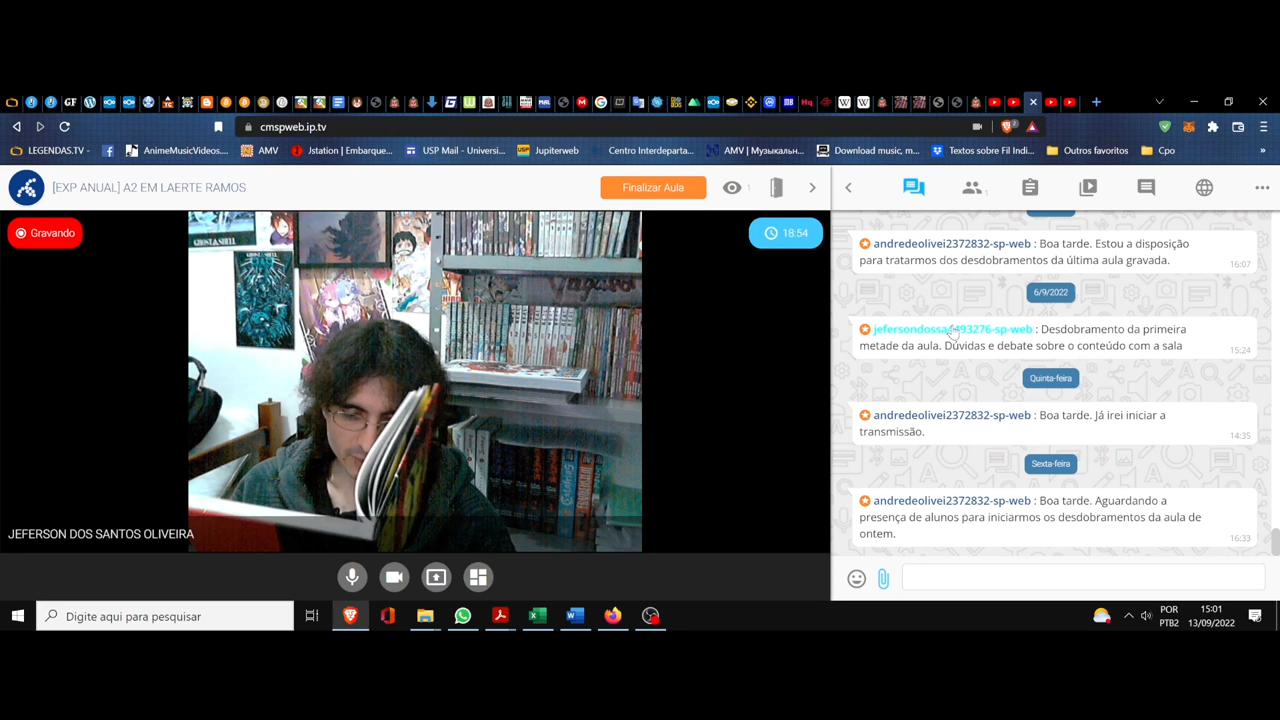 cmspweb.ip.tv
2
LEGENDAS.TV -
AnimeMusicVideos...
AMV
Jstation | Embarque...
USP Mail - Universi...
Jupiterweb
Centro Interdeparta...
AMV | Музыкальн...
Download music, m...
Textos sobre Fil Indi...
Outros favoritos
Cpo
»
[EXP ANUAL] A2 EM LAERTE RAMOS
Finalizar Aula
1
1
Gravando
18:54
GHOST&SHELL
JEFERSON DOS SANTOS OLIVEIRA
andredeolivei2372832-sp-web : Boa tarde. Estou a disposição
para tratarmos dos desdobramentos da última aula gravada.
16:07
6/9/2022
: Desdobramento da primeira
metade da aula. Dúvidas e debate sobre o conteúdo com a sala
15:24
Quinta-feira
andredeolivei2372832-sp-web : Boa tarde. Já irei iniciar a
transmissão.
14:35
Sexta-feira
andredeolivei2372832-sp-web : Boa tarde. Aguardando a
presença de alunos para iniciarmos os desdobramentos da aula de
ontem.
16:33
Digite aqui para pesquisar
POR
PTB2
15:01
13/09/2022